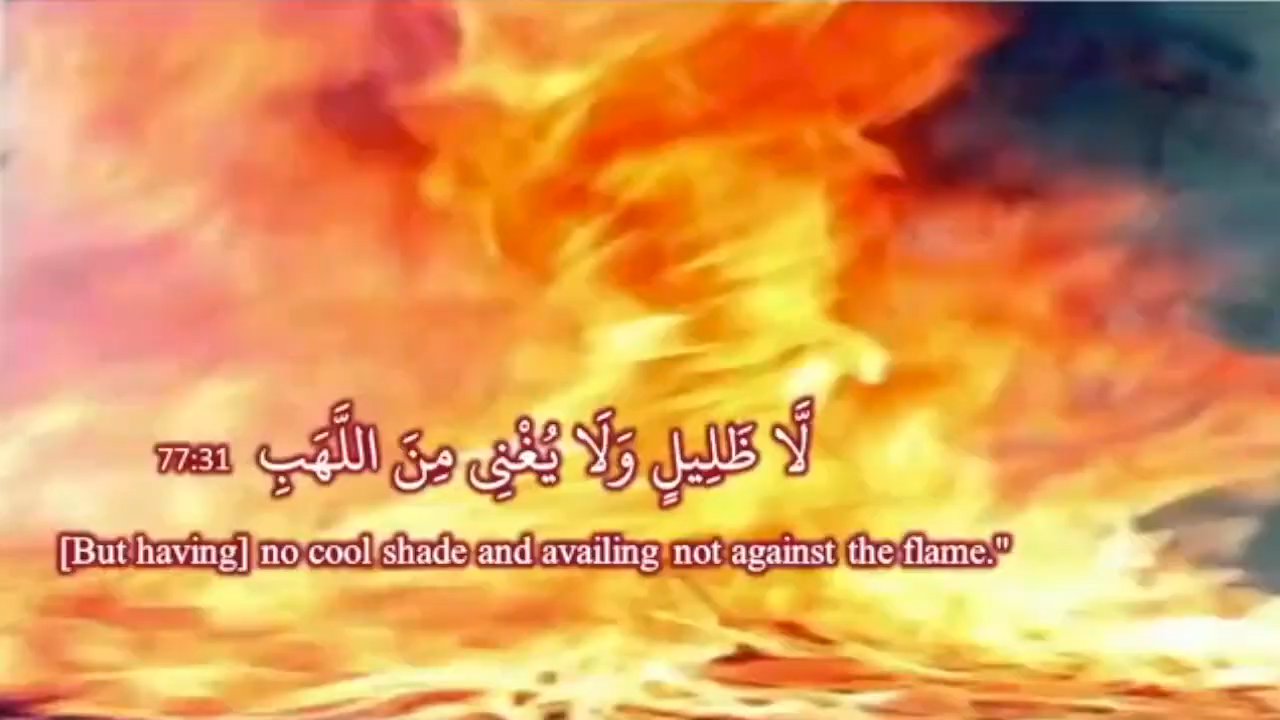 لَّا ظَلِيلٍ وَلَا يُغْنِى مِنَ اللَّهَبِ 77:31
[But having] no cool shade and availing not against the flame."